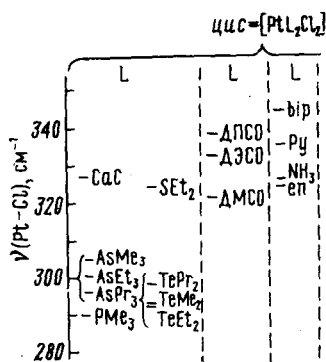 цис=[PtL₂Cl₂]
L L L
ν(Pt-Cl), см⁻¹
340
320
300
280
-CaC
-AsMe₃
-AsEt₃
-AsPr₃
-PMe₃
-SEt₂
-TePr₂
=TeMe₂
TeEt₂
-ДПСО
-ДЭСО
-ДМСО
-bip
-Py
-NH₃
-en